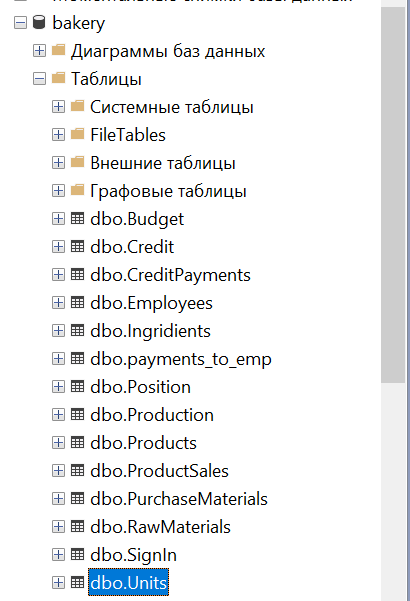 bakery
Диаграммы баз данных
Таблицы
Системные таблицы
FileTables
Внешние таблицы
Графовые таблицы
dbo.Budget
dbo.Credit
dbo.CreditPayments
dbo.Employees
dbo.Ingridients
dbo.payments_to_emp
dbo.Position
dbo.Production
dbo.Products
dbo.ProductSales
dbo.PurchaseMaterials
dbo.RawMaterials
dbo.SignIn
dbo.Units